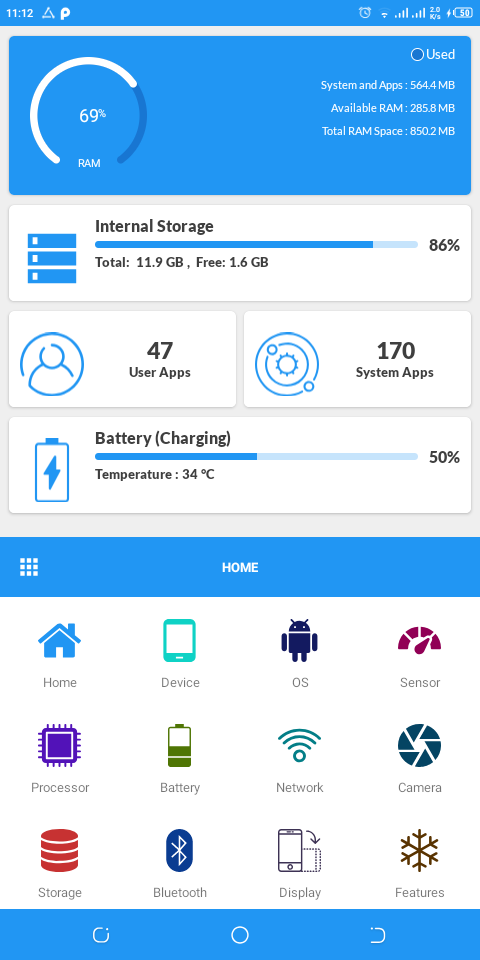 11:12 2.0 K/s 50
Used
System and Apps : 564.4 MB
Available RAM : 285.8 MB
Total RAM Space : 850.2 MB
69%
RAM
Internal Storage
86%
Total: 11.9 GB , Free: 1.6 GB
47
User Apps
170
System Apps
Battery (Charging)
50%
Temperature : 34 °C
HOME
Home Device OS Sensor
Processor Battery Network Camera
Storage Bluetooth Display Features